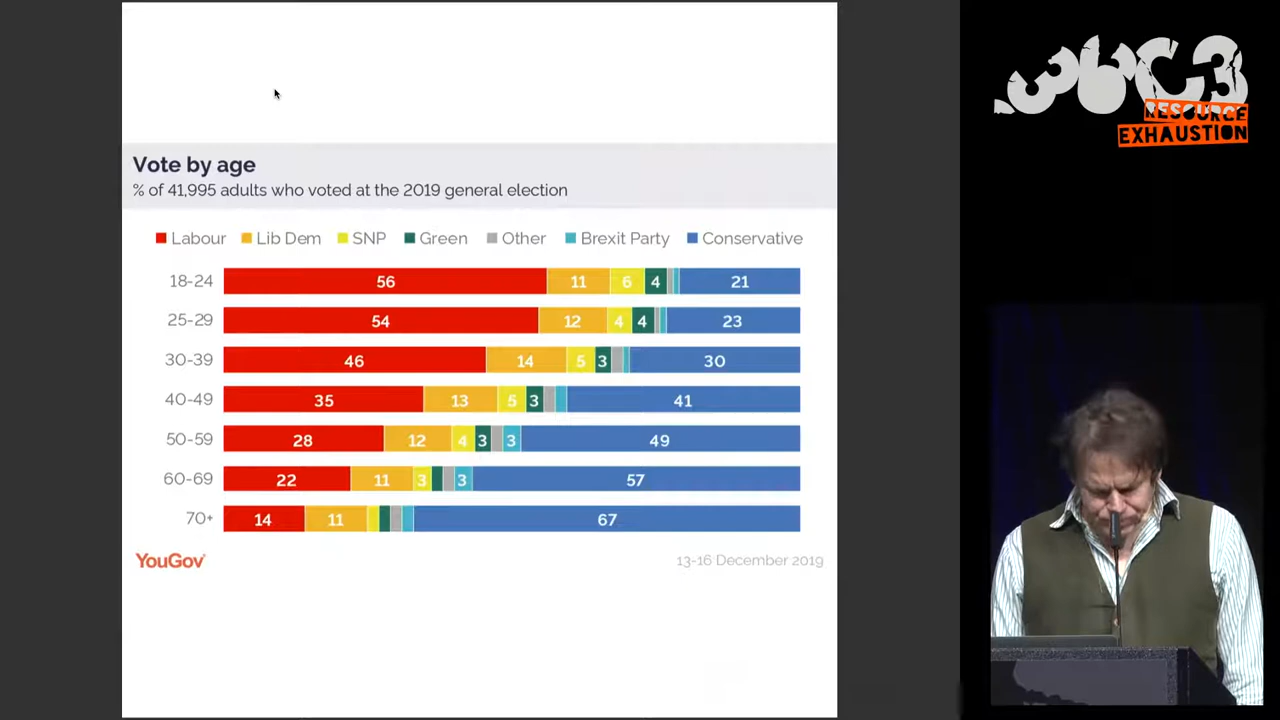 36C3
RESOURCE
EXHAUSTION
Vote by age
% of 41,995 adults who voted at the 2019 general election
Labour Lib Dem SNP Green Other Brexit Party Conservative
18-24 56 11 6 4 21
25-29 54 12 4 4 23
30-39 46 14 5 3 30
40-49 35 13 5 3 41
50-59 28 12 4 3 3 49
60-69 22 11 3 3 57
70+ 14 11 67
YouGov
13-16 December 2019